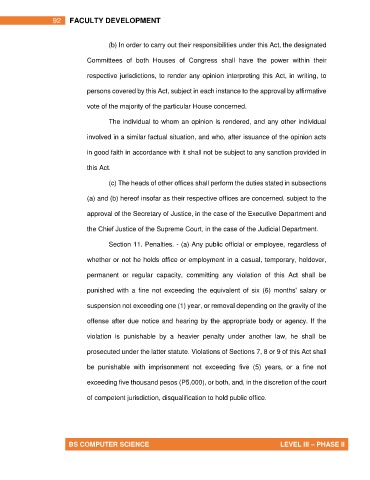 92 FACULTY DEVELOPMENT
(b) In order to carry out their responsibilities under this Act, the designated
Committees of both Houses of Congress shall have the power within their
respective jurisdictions, to render any opinion interpreting this Act, in writing, to
persons covered by this Act, subject in each instance to the approval by affirmative
vote of the majority of the particular House concerned.
The individual to whom an opinion is rendered, and any other individual
involved in a similar factual situation, and who, after issuance of the opinion acts
in good faith in accordance with it shall not be subject to any sanction provided in
this Act.
(c) The heads of other offices shall perform the duties stated in subsections
(a) and (b) hereof insofar as their respective offices are concerned, subject to the
approval of the Secretary of Justice, in the case of the Executive Department and
the Chief Justice of the Supreme Court, in the case of the Judicial Department.
Section 11. Penalties. - (a) Any public official or employee, regardless of
whether or not he holds office or employment in a casual, temporary, holdover,
permanent or regular capacity, committing any violation of this Act shall be
punished with a fine not exceeding the equivalent of six (6) months' salary or
suspension not exceeding one (1) year, or removal depending on the gravity of the
offense after due notice and hearing by the appropriate body or agency. If the
violation is punishable by a heavier penalty under another law, he shall be
prosecuted under the latter statute. Violations of Sections 7, 8 or 9 of this Act shall
be punishable with imprisonment not exceeding five (5) years, or a fine not
exceeding five thousand pesos (P5,000), or both, and, in the discretion of the court
of competent jurisdiction, disqualification to hold public office.
BS COMPUTER SCIENCE LEVEL III – PHASE II